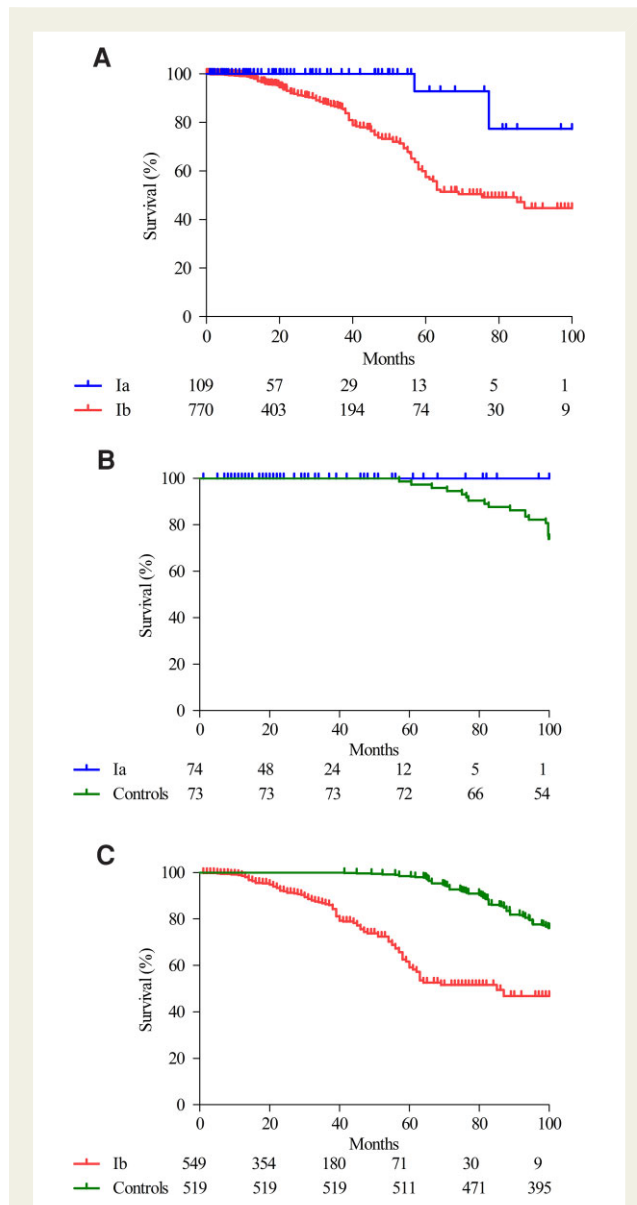 A
100
80
60
40
20
0
Survival (%)
0 20 40 60 80 100
Months
Ia 109 57 29 13 5 1
Ib 770 403 194 74 30 9
B
100
80
60
40
20
0
Survival (%)
0 20 40 60 80 100
Months
Ia 74 48 24 12 5 1
Controls 73 73 73 72 66 54
C
100
80
60
40
20
0
Survival (%)
0 20 40 60 80 100
Months
Ib 549 354 180 71 30 9
Controls 519 519 519 511 471 395